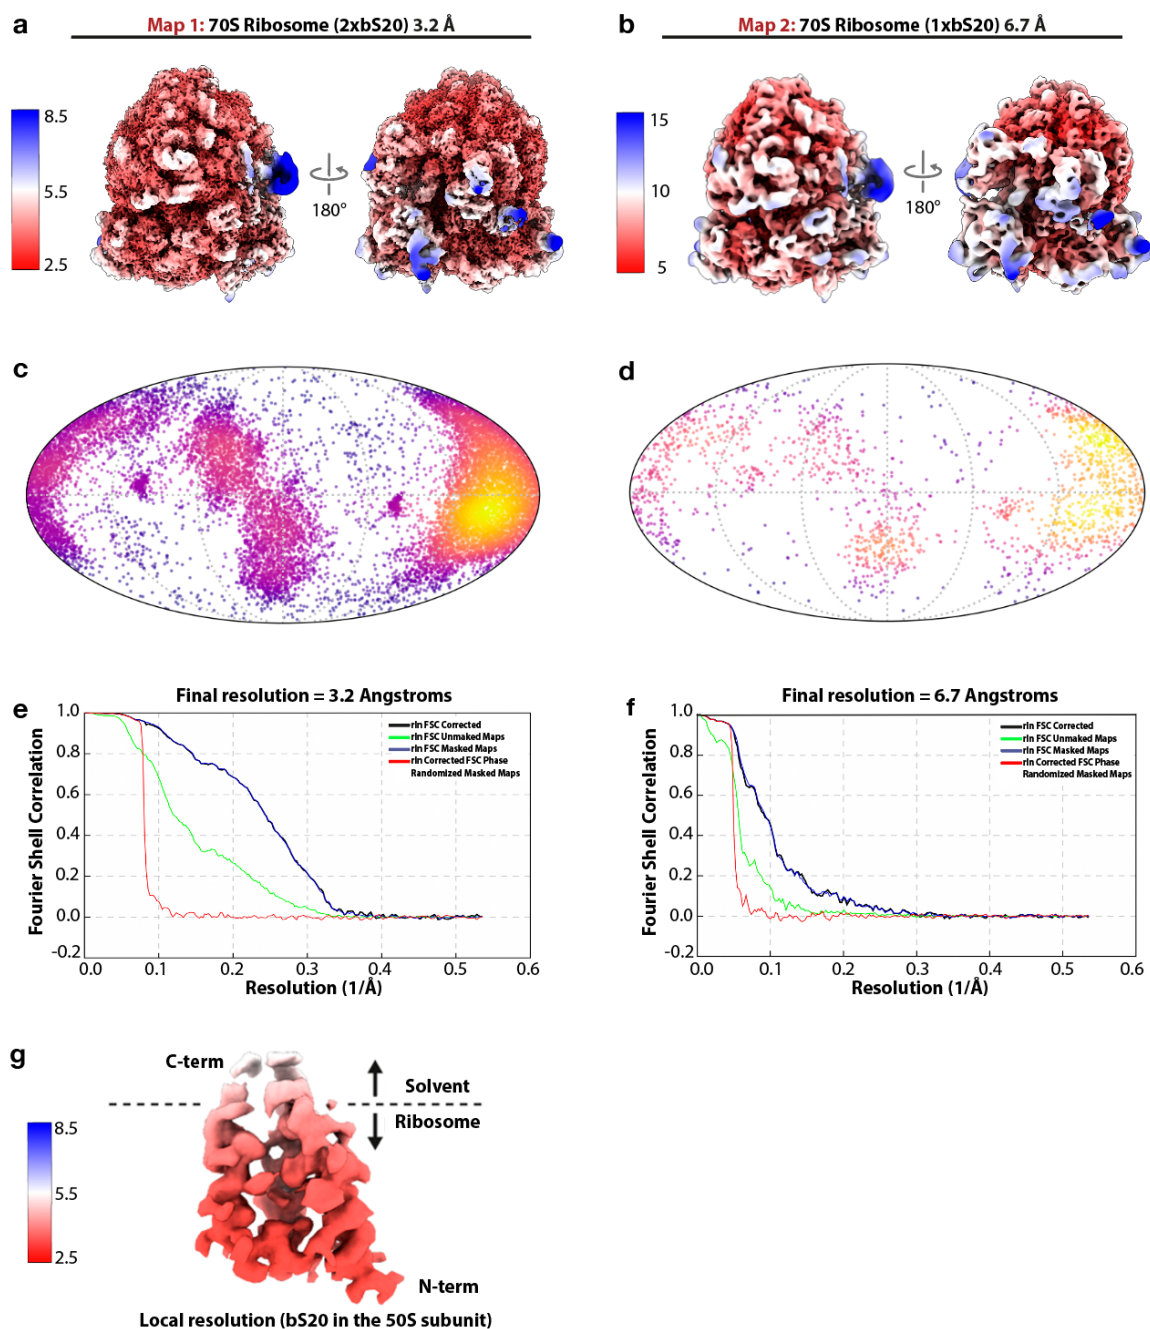 a
Map 1: 70S Ribosome (2xbS20) 3.2 Å
8.5
5.5
2.5
180°
b
Map 2: 70S Ribosome (1xbS20) 6.7 Å
15
10
5
180°
c
d
e
Final resolution = 3.2 Angstroms
Fourier Shell Correlation
1.0
0.8
0.6
0.4
0.2
0.0
-0.2
rln FSC Corrected
rln FSC Unmaked Maps
rln FSC Masked Maps
rln Corrected FSC Phase
Randomized Masked Maps
0.0 0.1 0.2 0.3 0.4 0.5 0.6
Resolution (1/Å)
f
Final resolution = 6.7 Angstroms
Fourier Shell Correlation
1.0
0.8
0.6
0.4
0.2
0.0
-0.2
rln FSC Corrected
rln FSC Unmaked Maps
rln FSC Masked Maps
rln Corrected FSC Phase
Randomized Masked Maps
0.0 0.1 0.2 0.3 0.4 0.5 0.6
Resolution (1/Å)
g
C-term
Solvent
Ribosome
8.5
5.5
2.5
N-term
Local resolution (bS20 in the 50S subunit)